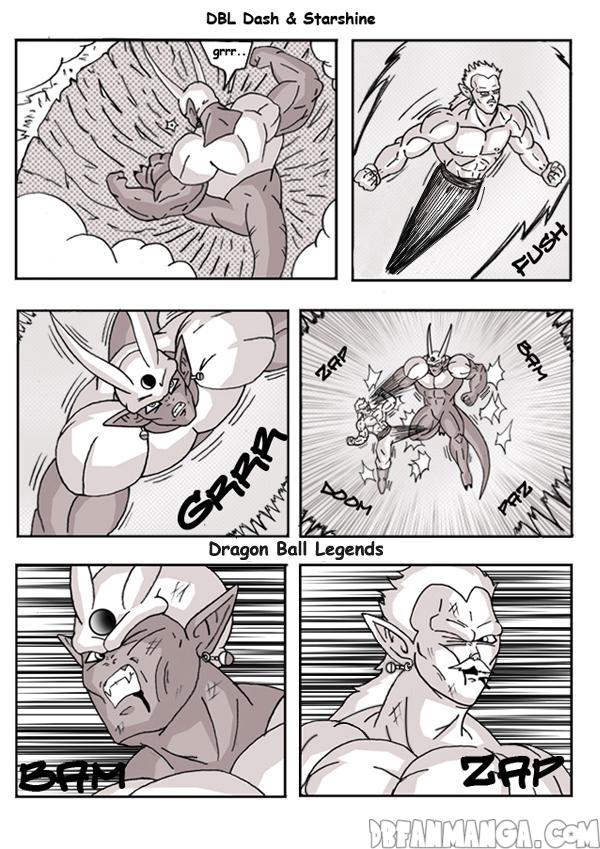 DBL Dash & Starshine
grrr..
FUSH
GRRR
ZAP
BAM
DOOM
PAZ
Dragon Ball Legends
BAM
ZAP
DBFANMANGA.COM